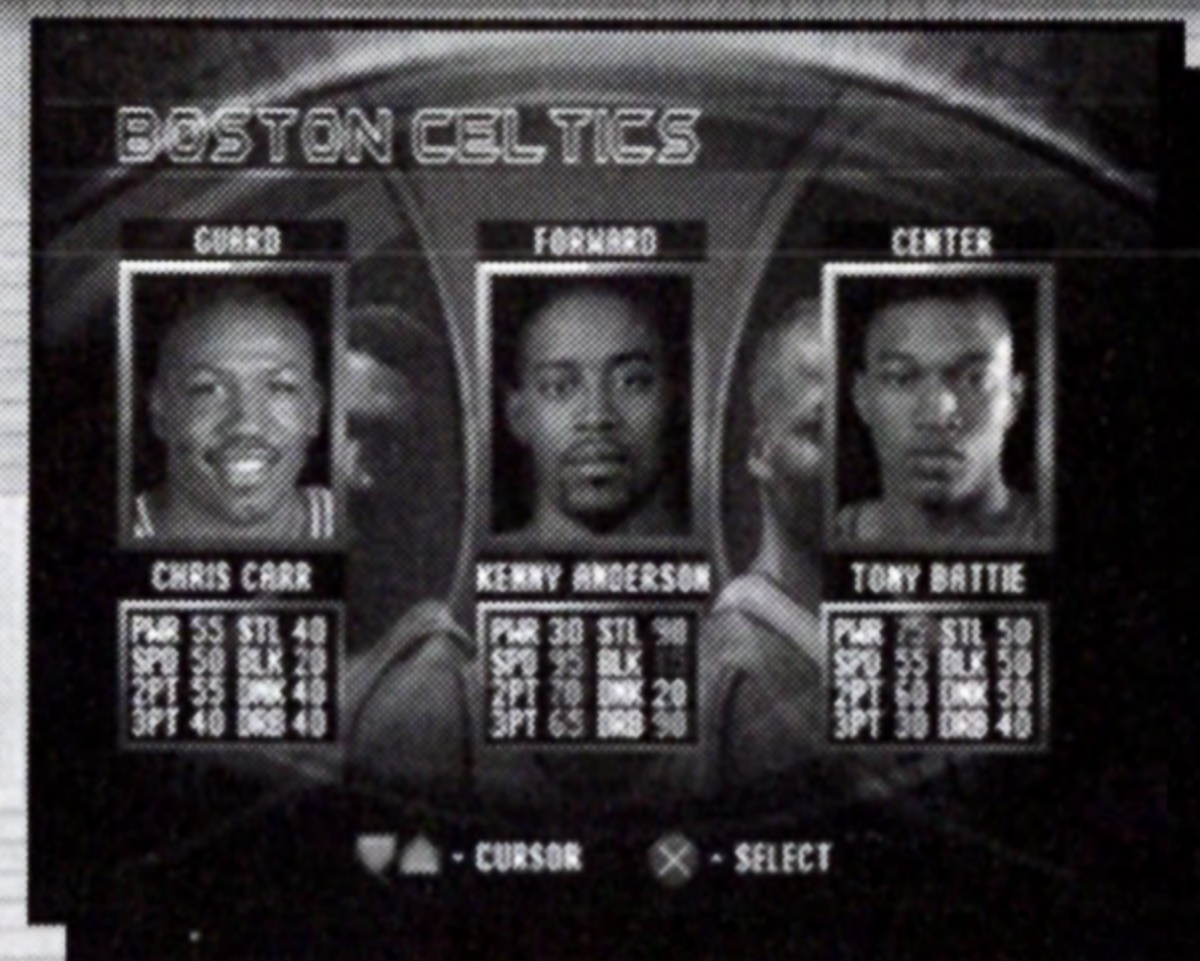 BOSTON CELTICS
GUARD FORWARD CENTER
CHRIS CARR KENNY ANDERSON TONY BATTIE
PWR 55 STL 40 PWR 30 STL 90 PWR 75 STL 50
SPD 50 BLK 20 SPD 95 BLK SPD 55 BLK 50
2PT 55 DNK 40 2PT 70 DNK 20 2PT 60 DNK 50
3PT 40 DRB 40 3PT 65 DRB 90 3PT 30 DRB 40
- CURSOR - SELECT